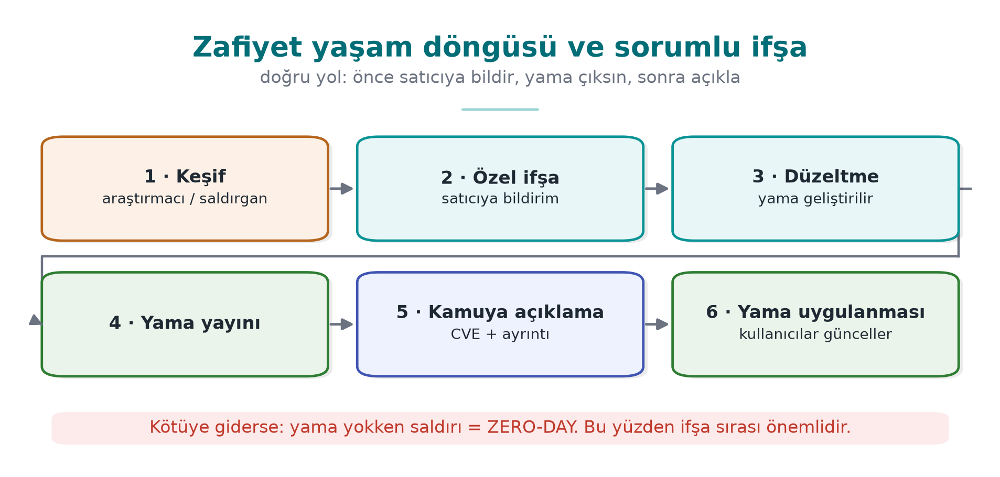 Zafiyet yaşam döngüsü ve sorumlu ifşa
doğru yol: önce satıcıya bildir, yama çıksın, sonra açıkla
1 · Keşif
araştırmacı / saldırgan
2 · Özel ifşa
satıcıya bildirim
3 · Düzeltme
yama geliştirilir
4 · Yama yayını
5 · Kamuya açıklama
CVE + ayrıntı
6 · Yama uygulanması
kullanıcılar günceller
Kötüye giderse: yama yokken saldırı = ZERO-DAY. Bu yüzden ifşa sırası önemlidir.